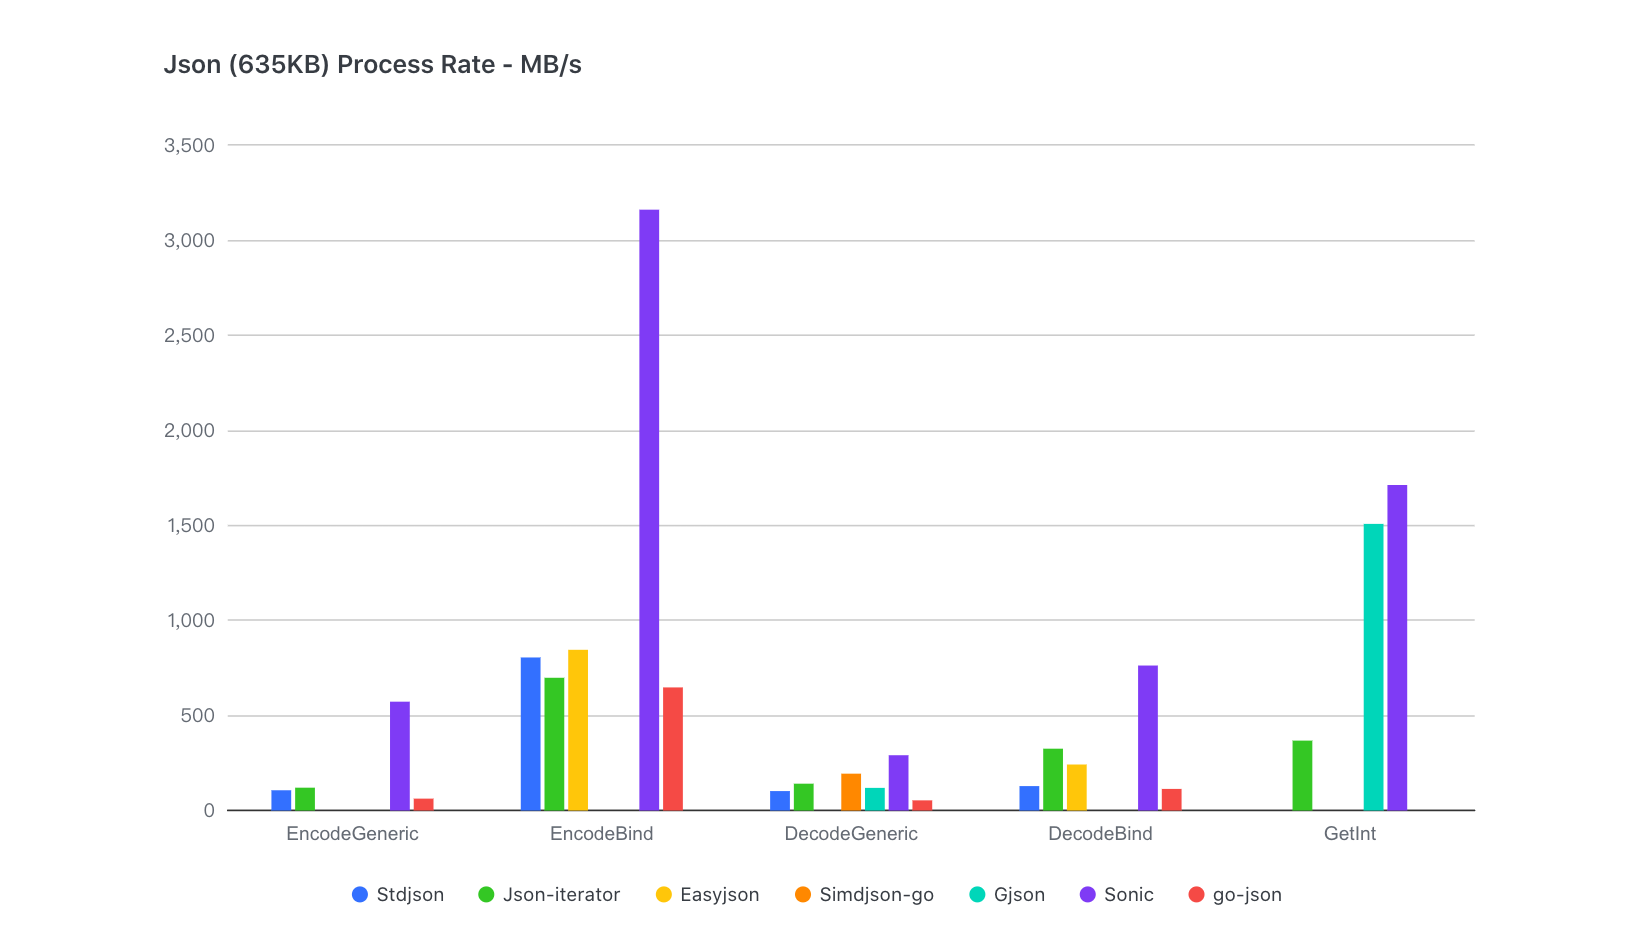 Json (635KB) Process Rate - MB/s
3,500
3,000
2,500
2,000
1,500
1,000
500
0
EncodeGeneric EncodeBind DecodeGeneric DecodeBind GetInt
Stdjson Json-iterator Easyjson Simdjson-go Gjson Sonic go-json